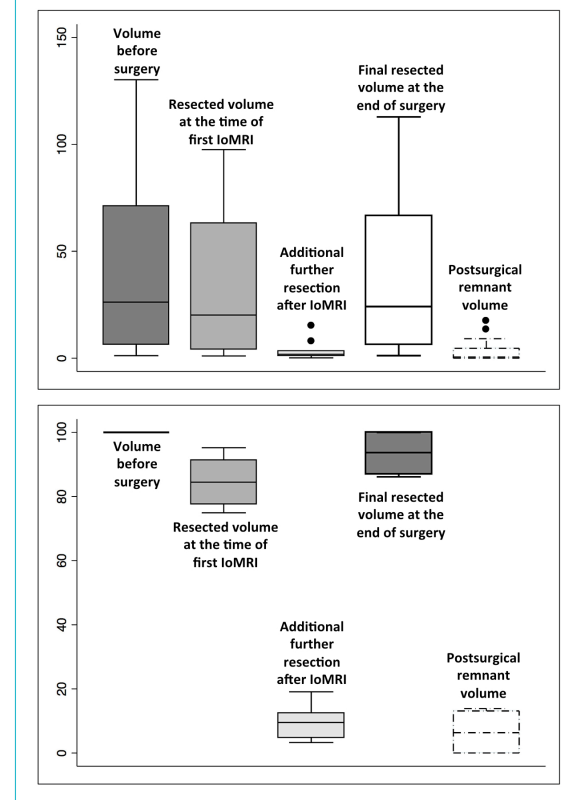 150
100
50
0
Volume
before
surgery
Resected volume
at the time of
first IoMRI
Additional
further
resection
after IoMRI
Final resected
volume at the
end of surgery
Postsurgical
remnant
volume
100
80
60
40
20
0
Volume
before
surgery
Resected volume
at the time of
first IoMRI
Additional
further
resection
after IoMRI
Final resected
volume at the
end of surgery
Postsurgical
remnant
volume